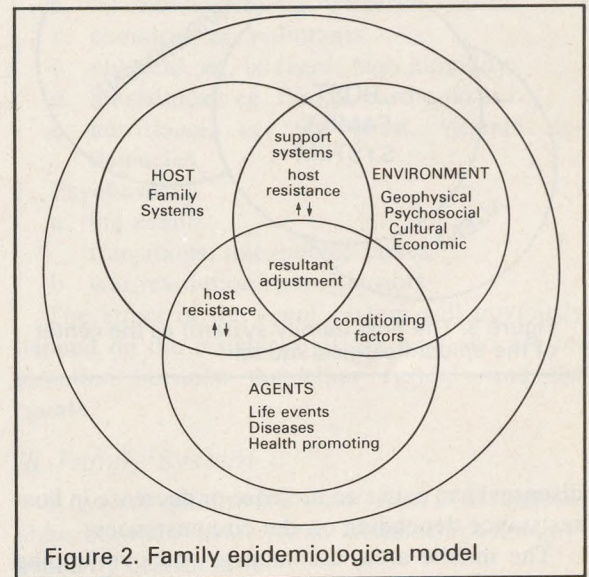 HOST
Family
Systems
support
systems
host
resistance
ENVIRONMENT
Geophysical
Psychosocial
Cultural
Economic
resultant
adjustment
host
resistance
conditioning
factors
AGENTS
Life events
Diseases
Health promoting
Figure 2. Family epidemiological model